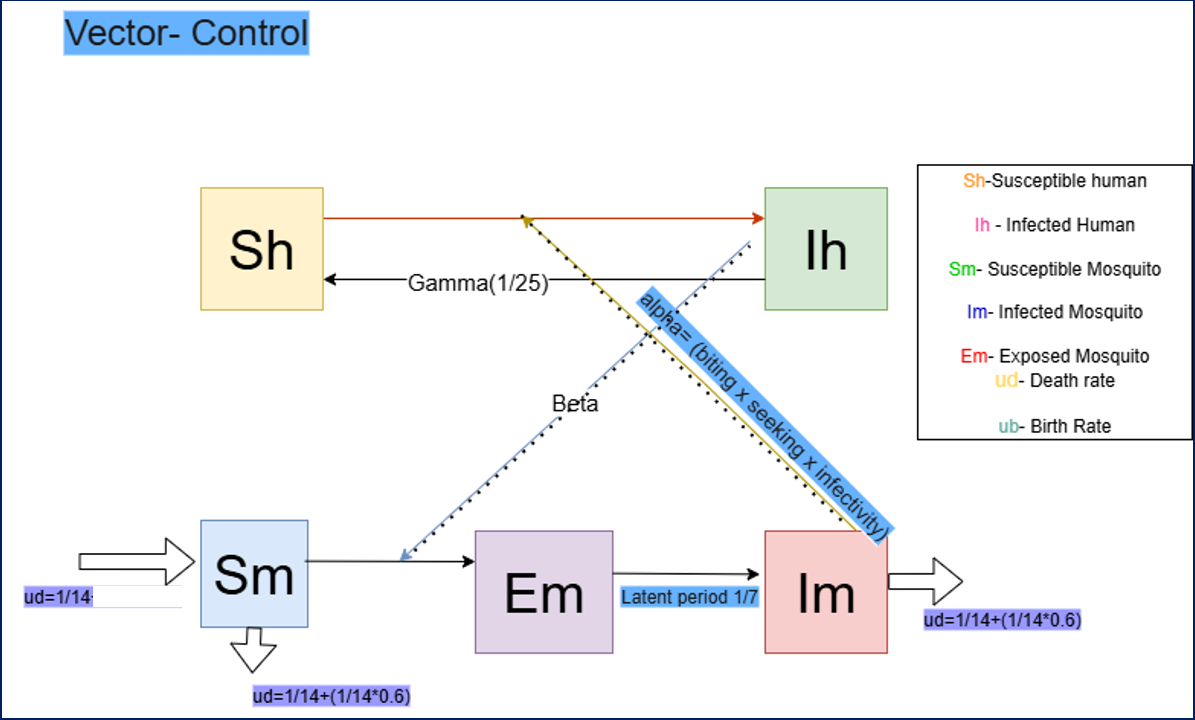 Vector- Control
Sh
Ih
Gamma(1/25)
alpha= (biting x seeking x infectivity)
Beta
Sm
Em
Im
Latent period 1/7
ud=1/14
ud=1/14+(1/14*0.6)
ud=1/14+(1/14*0.6)
Sh-Susceptible human
Ih - Infected Human
Sm- Susceptible Mosquito
Im- Infected Mosquito
Em- Exposed Mosquito
ud- Death rate
ub- Birth Rate